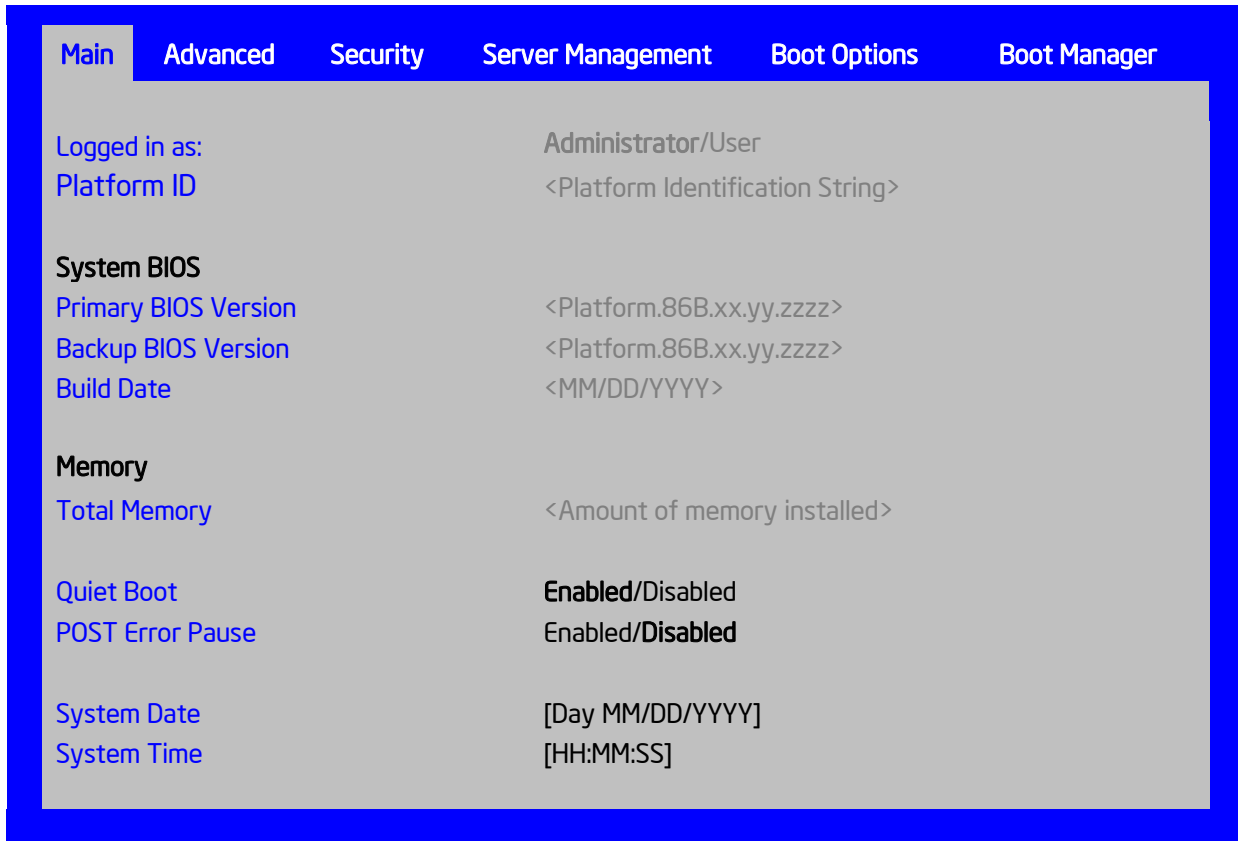 Main Advanced Security Server Management Boot Options Boot Manager
Logged in as: Administrator/User
Platform ID <Platform Identification String>
System BIOS
Primary BIOS Version <Platform.86B.xx.yy.zzzz>
Backup BIOS Version <Platform.86B.xx.yy.zzzz>
Build Date <MM/DD/YYYY>
Memory
Total Memory <Amount of memory installed>
Quiet Boot Enabled/Disabled
POST Error Pause Enabled/Disabled
System Date [Day MM/DD/YYYY]
System Time [HH:MM:SS]